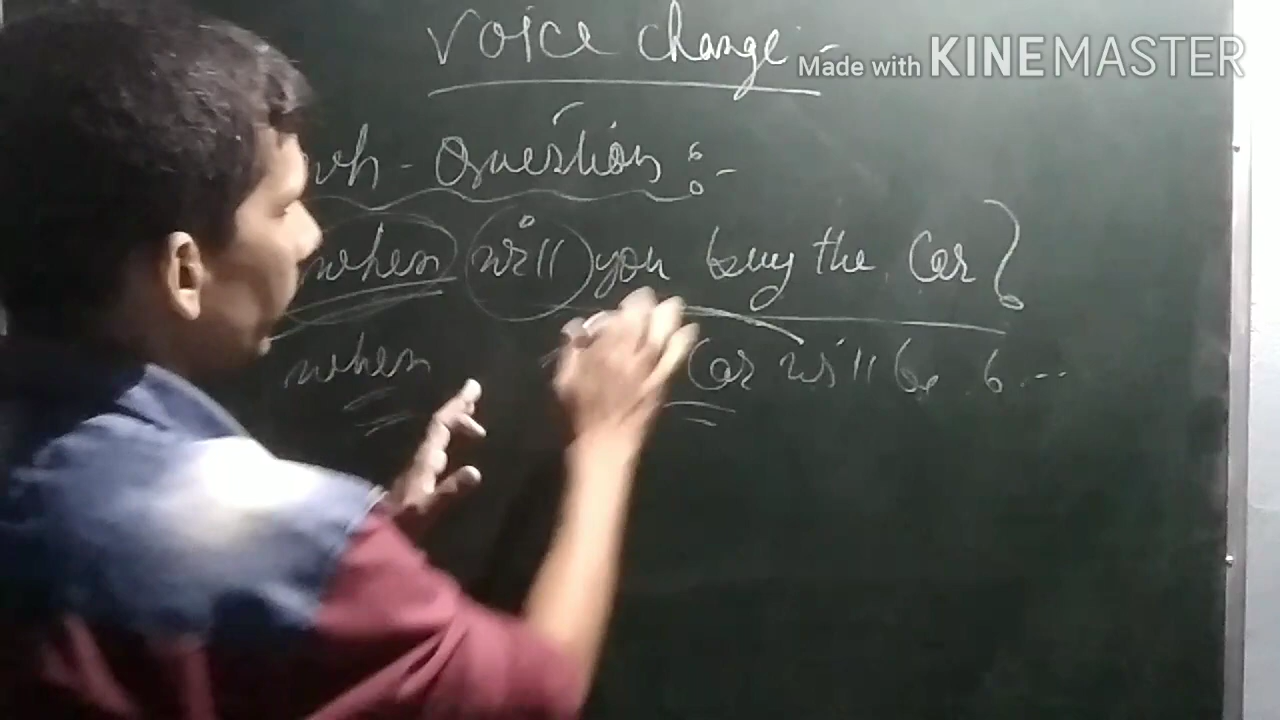 Voice Change -
Made with KINEMASTER
wh - Question :-
when will you buy the Car ?
when Car will be b ...